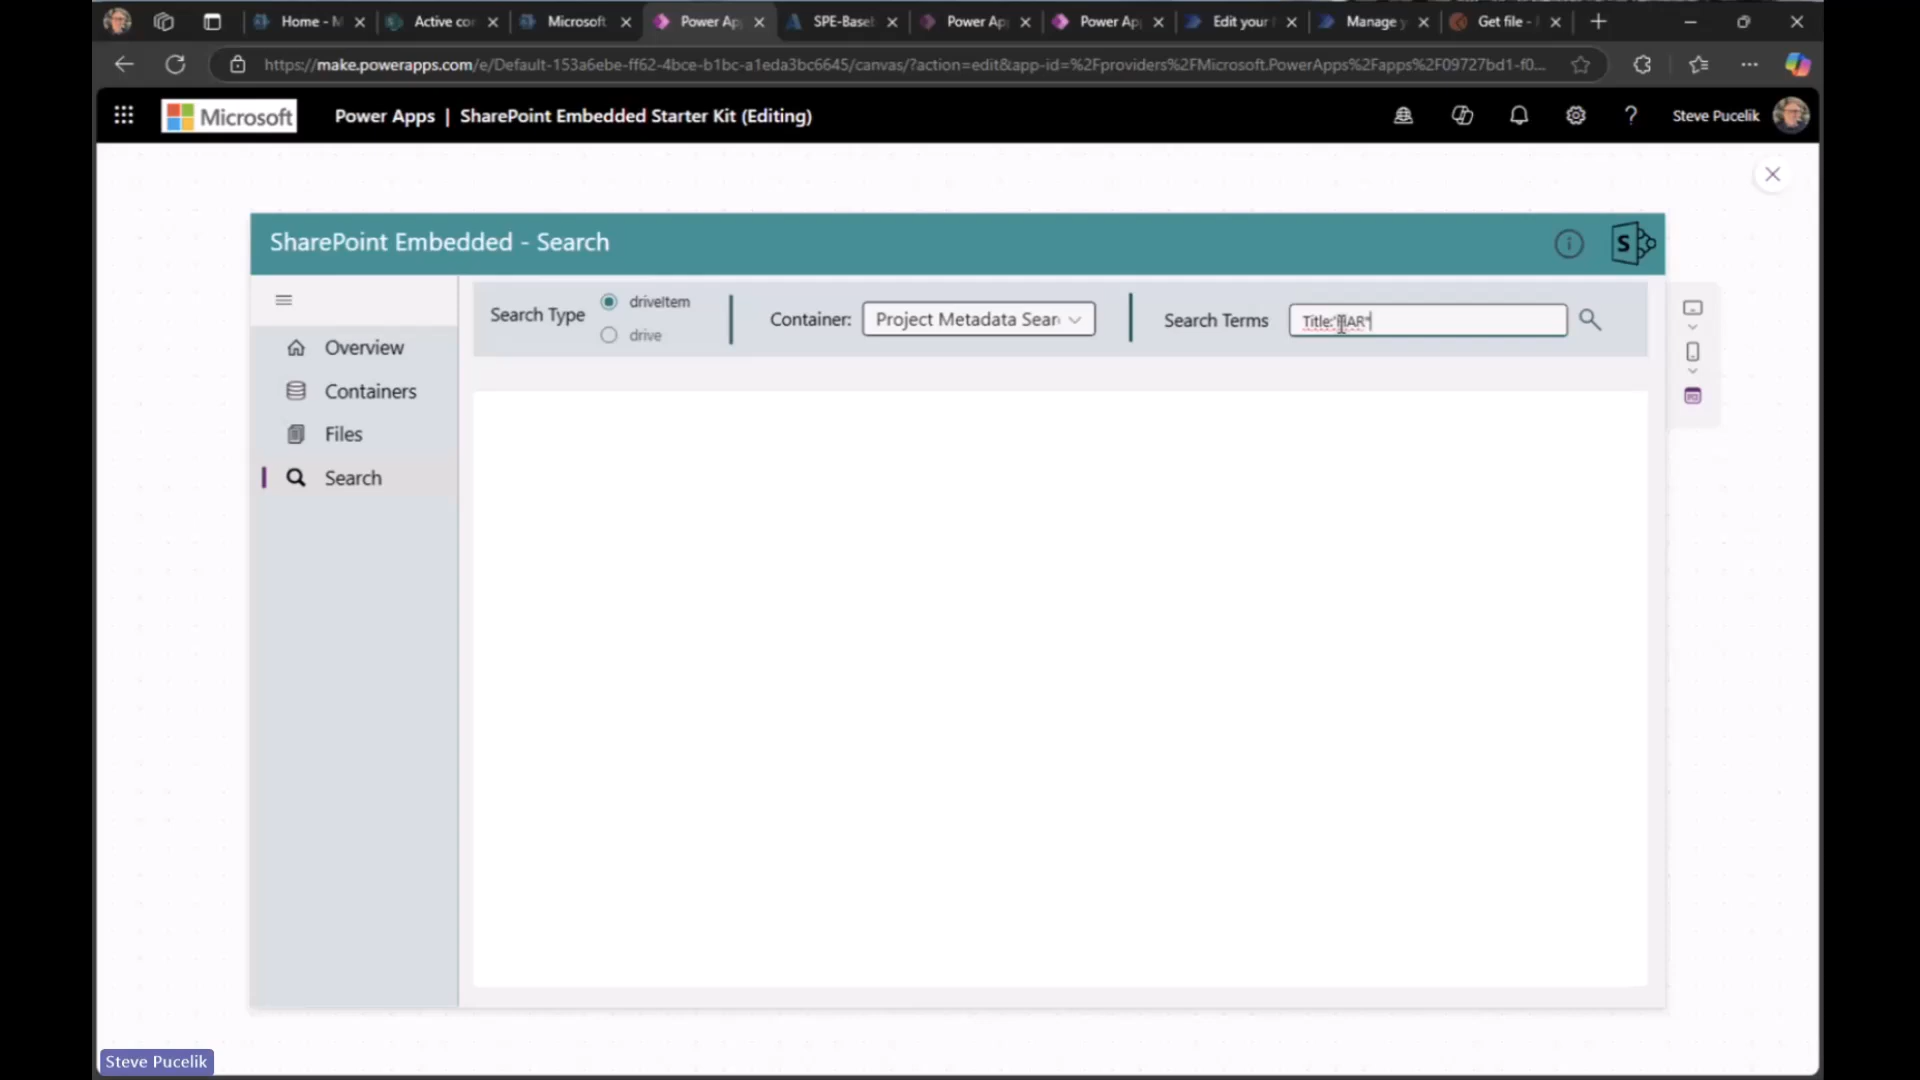 Home - M
Active co
Microsoft
Power Ap
SPE-Base
Power Ap
Power Ap
Edit your
Manage y
Get file -
https://make.powerapps.com/e/Default-153a6ebe-ff62-4bce-b1bc-a1eda3bc6645/canvas/?action=edit&app-id=%2Fproviders%2FMicrosoft.PowerApps%2Fapps%2F09727bd1-f0...
Microsoft
Power Apps | SharePoint Embedded Starter Kit (Editing)
Steve Pucelik
SharePoint Embedded - Search
Search Type
driveItem
drive
Container:
Project Metadata Sear
Search Terms
Overview
Containers
Files
Search
Steve Pucelik